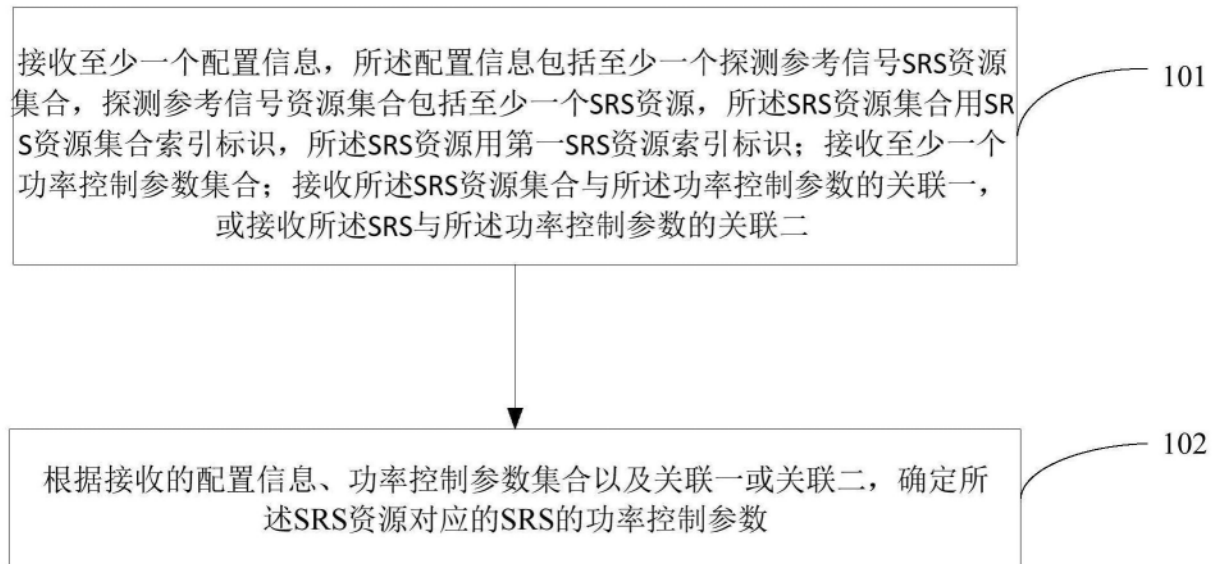 接收至少一个配置信息，所述配置信息包括至少一个探测参考信号SRS资源
集合，探测参考信号资源集合包括至少一个SRS资源，所述SRS资源集合用SR
S资源集合索引标识，所述SRS资源用第一SRS资源索引标识；接收至少一个
功率控制参数集合；接收所述SRS资源集合与所述功率控制参数的关联一，
或接收所述SRS与所述功率控制参数的关联二
101
根据接收的配置信息、功率控制参数集合以及关联一或关联二，确定所
述SRS资源对应的SRS的功率控制参数
102